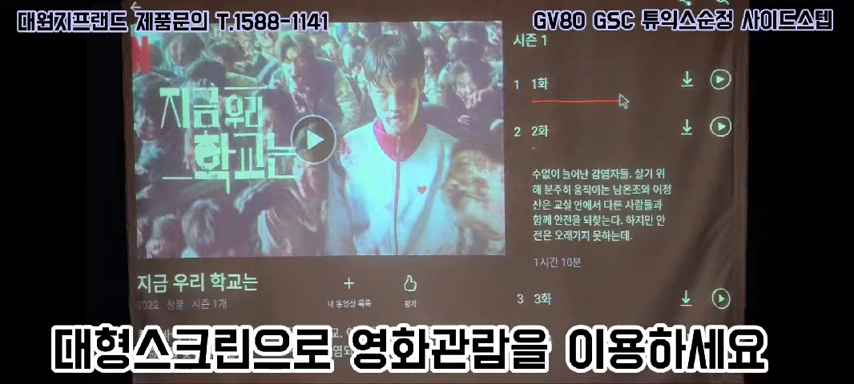 대원지프랜드 제품문의 T.1588-1141
GV80 GSC 튜익스순정 사이드스텝
N
지금 우리
학교는
시즌 1
1 1화
2 2화
수없이 늘어난 감염자들. 살기 위
해 분주히 움직이는 남온조와 이청
산은 교실 안에서 다른 사람들과
함께 안전을 되찾는다. 하지만 안
전은 오래가지 못하는데.
1시간 10분
3 3화
지금 우리 학교는
2022 청불 시즌 1개
내 동영상 목록
평가
대형스크린으로 영화관람을 이용하세요